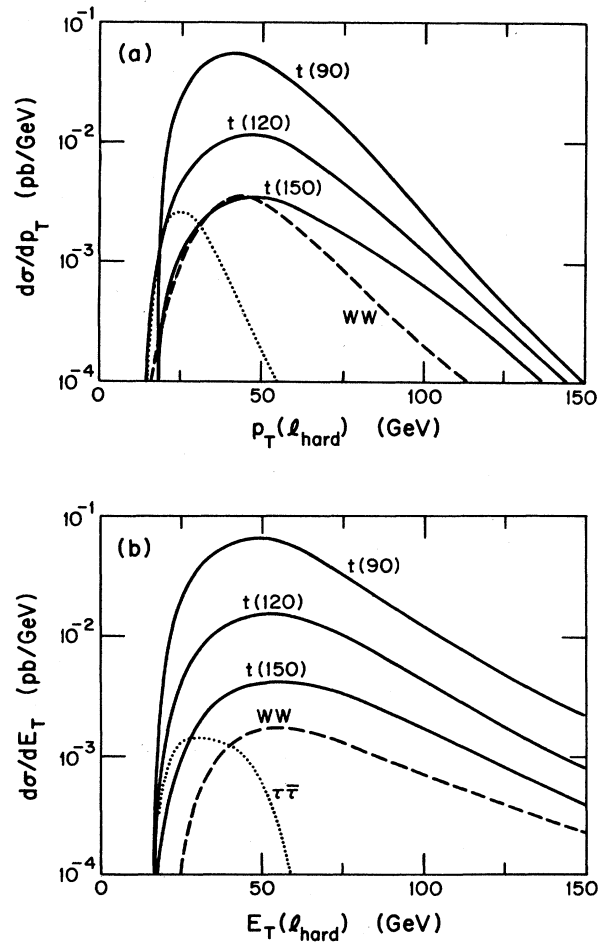 (a)
10⁻¹
10⁻²
10⁻³
10⁻⁴
dσ/dp_T (pb/GeV)
t(90)
t(120)
t(150)
WW
0 50 100 150
p_T(ℓ_hard) (GeV)
(b)
10⁻¹
10⁻²
10⁻³
10⁻⁴
dσ/dE_T (pb/GeV)
t(90)
t(120)
t(150)
WW
ττ̅
0 50 100 150
E_T(ℓ_hard) (GeV)